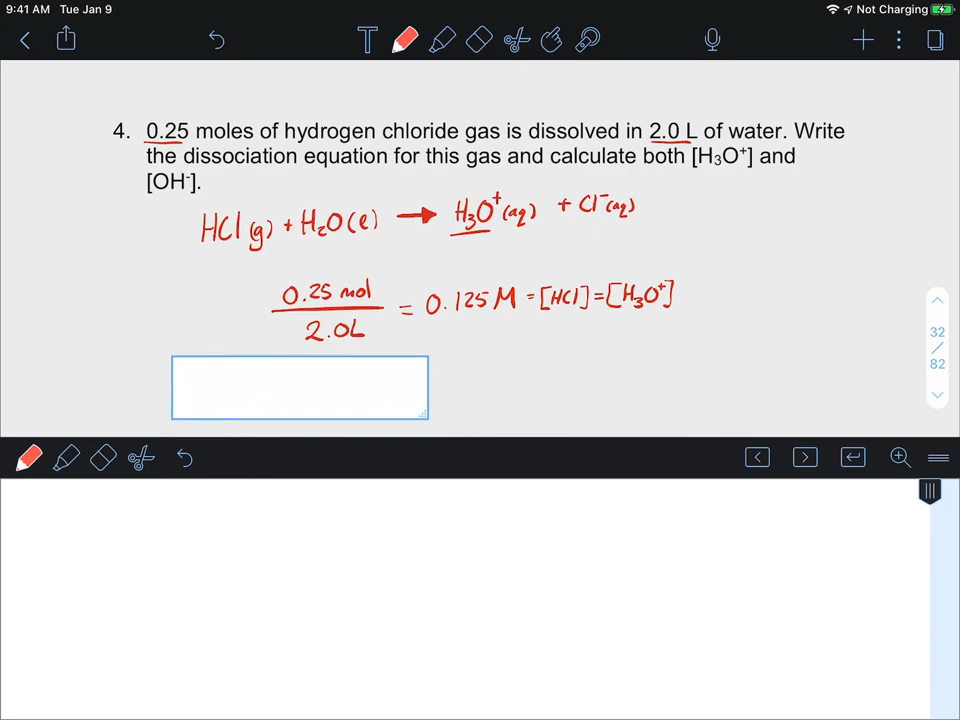 9:41 AM Tue Jan 9
Not Charging
4. 0.25 moles of hydrogen chloride gas is dissolved in 2.0 L of water. Write
the dissociation equation for this gas and calculate both [H₃O⁺] and
[OH⁻].
HCl(g) + H₂O(l) → H₃O⁺(aq) + Cl⁻(aq)
0.25 mol
= 0.125 M = [HCl] = [H₃O⁺]
2.0L
32
/
82